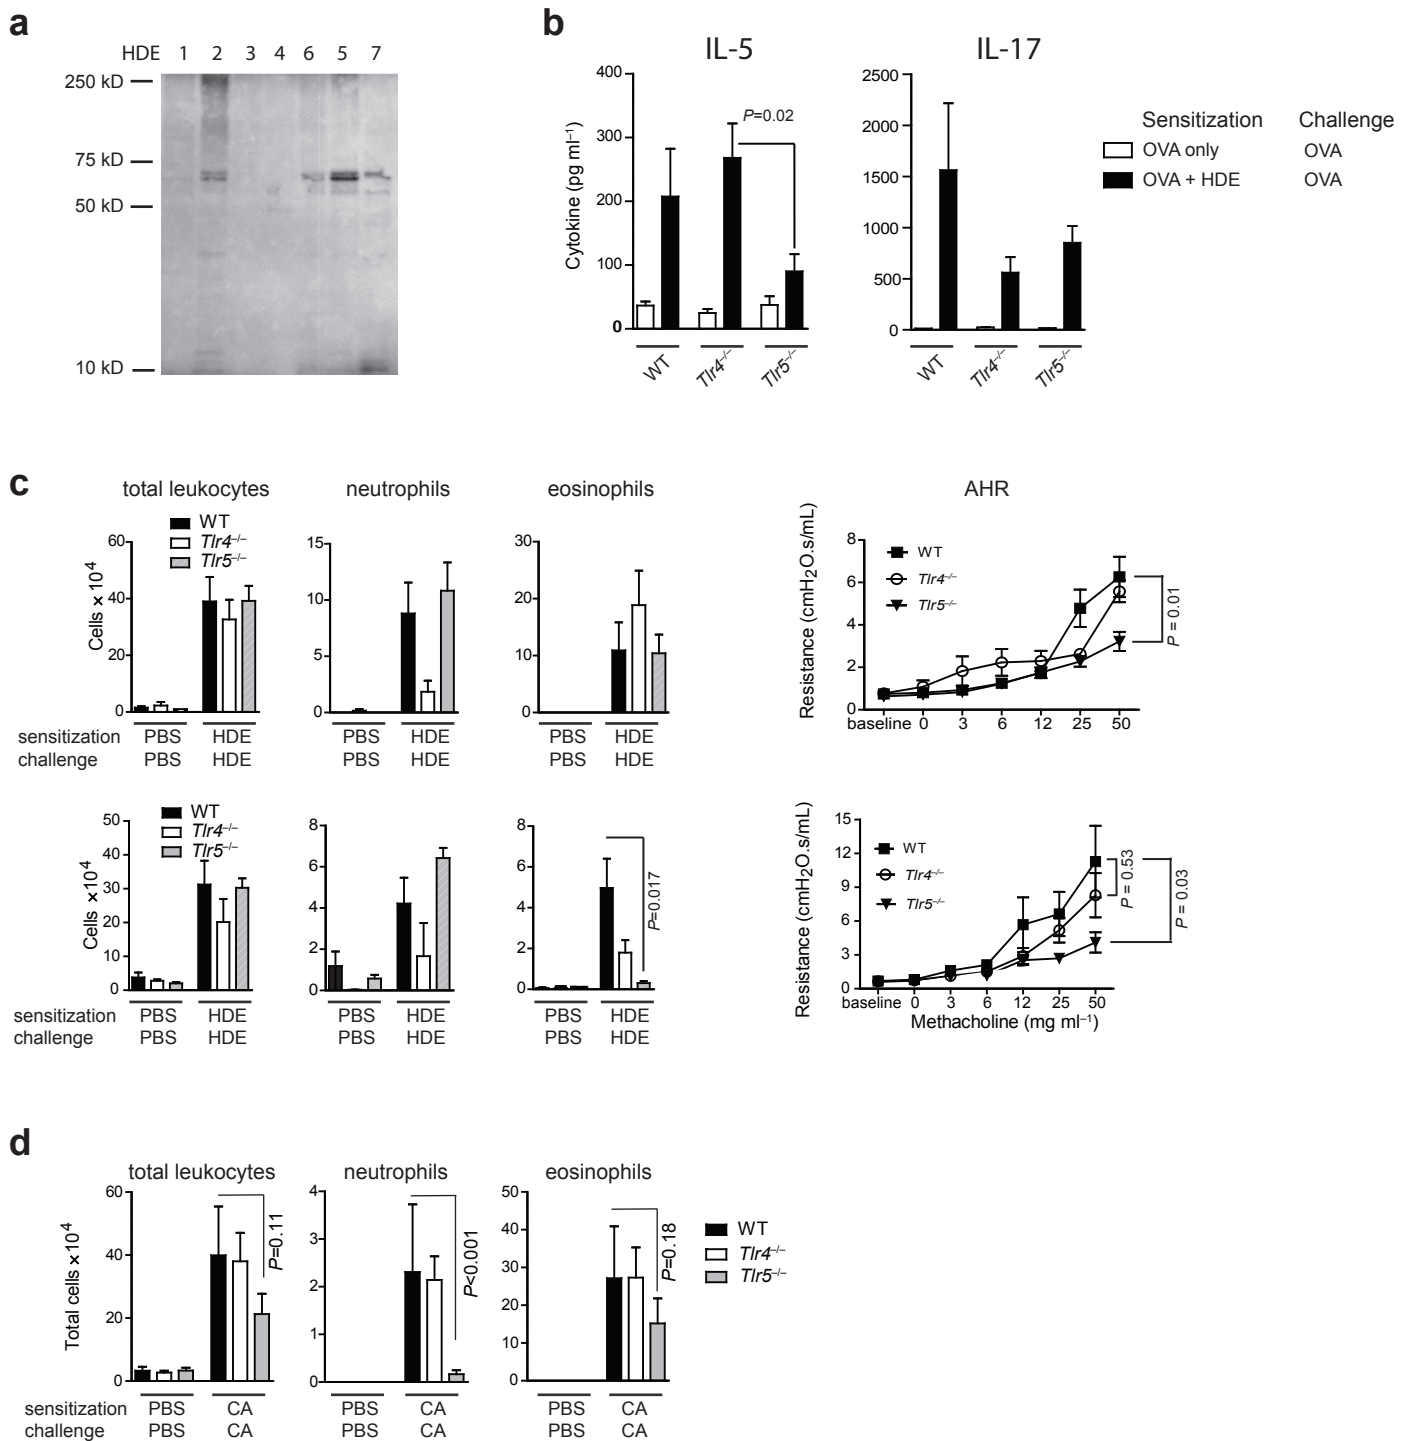 a
HDE 1 2 3 4 6 5 7
250 kD
75 kD
50 kD
10 kD
b
IL-5
IL-17
Cytokine (pg ml⁻¹)
400
300
200
100
0
P=0.02
WT Tlr4⁻/⁻ Tlr5⁻/⁻
2500
2000
1500
1000
500
0
WT Tlr4⁻/⁻ Tlr5⁻/⁻
Sensitization Challenge
OVA only OVA
OVA + HDE OVA
c
total leukocytes
WT
Tlr4⁻/⁻
Tlr5⁻/⁻
Cells × 10⁴
60
40
20
0
sensitization PBS HDE
challenge PBS HDE
neutrophils
15
10
5
0
PBS HDE
PBS HDE
eosinophils
30
20
10
0
PBS HDE
PBS HDE
AHR
Resistance (cmH₂O.s/mL)
8
6
4
2
0
WT
Tlr4⁻/⁻
Tlr5⁻/⁻
P = 0.01
baseline 0 3 6 12 25 50
WT
Tlr4⁻/⁻
Tlr5⁻/⁻
Cells ×10⁴
50
40
30
20
10
0
sensitization PBS HDE
challenge PBS HDE
8
6
4
2
0
PBS HDE
PBS HDE
8
6
4
2
0
P=0.017
PBS HDE
PBS HDE
Resistance (cmH₂O.s/mL)
15
12
9
6
3
0
WT
Tlr4⁻/⁻
Tlr5⁻/⁻
P = 0.53
P = 0.03
baseline 0 3 6 12 25 50
Methacholine (mg ml⁻¹)
d
total leukocytes
Total cells ×10⁴
60
40
20
0
P=0.11
sensitization PBS CA
challenge PBS CA
neutrophils
4
3
2
1
0
P<0.001
PBS CA
PBS CA
eosinophils
50
40
30
20
10
0
P=0.18
PBS CA
PBS CA
WT
Tlr4⁻/⁻
Tlr5⁻/⁻